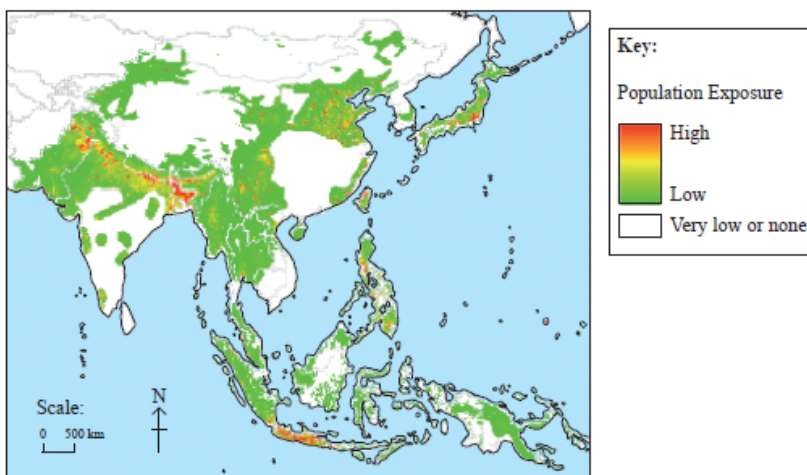 Key:
Population Exposure
High
Low
Very low or none
Scale:
0 500 km
N